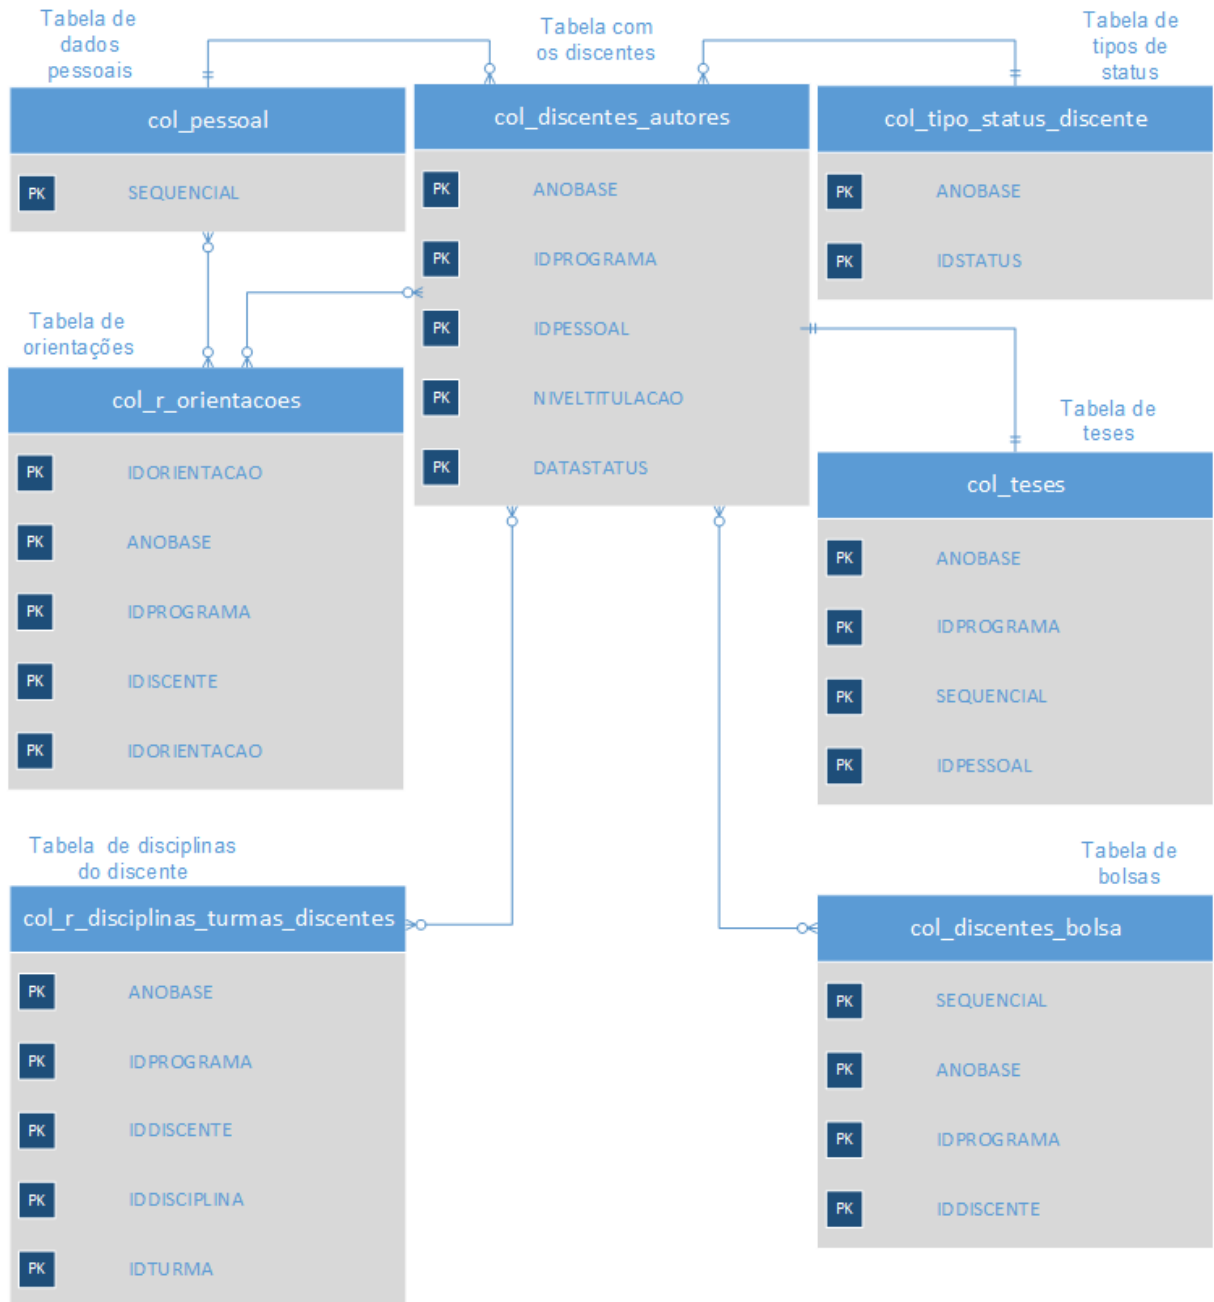 Tabela de
dados
pessoais
col_pessoal
PK SEQUENCIAL
Tabela com
os discentes
col_discentes_autores
PK ANOBASE
PK IDPROGRAMA
PK IDPESSOAL
PK NIVELTITULACAO
PK DATASTATUS
Tabela de
tipos de
status
col_tipo_status_discente
PK ANOBASE
PK IDSTATUS
Tabela de
orientações
col_r_orientacoes
PK IDORIENTACAO
PK ANOBASE
PK IDPROGRAMA
PK IDISCENTE
PK IDORIENTACAO
Tabela de
teses
col_teses
PK ANOBASE
PK IDPROGRAMA
PK SEQUENCIAL
PK IDPESSOAL
Tabela de disciplinas
do discente
col_r_disciplinas_turmas_discentes
PK ANOBASE
PK IDPROGRAMA
PK IDDISCENTE
PK IDDISCIPLINA
PK IDTURMA
Tabela de
bolsas
col_discentes_bolsa
PK SEQUENCIAL
PK ANOBASE
PK IDPROGRAMA
PK IDDISCENTE